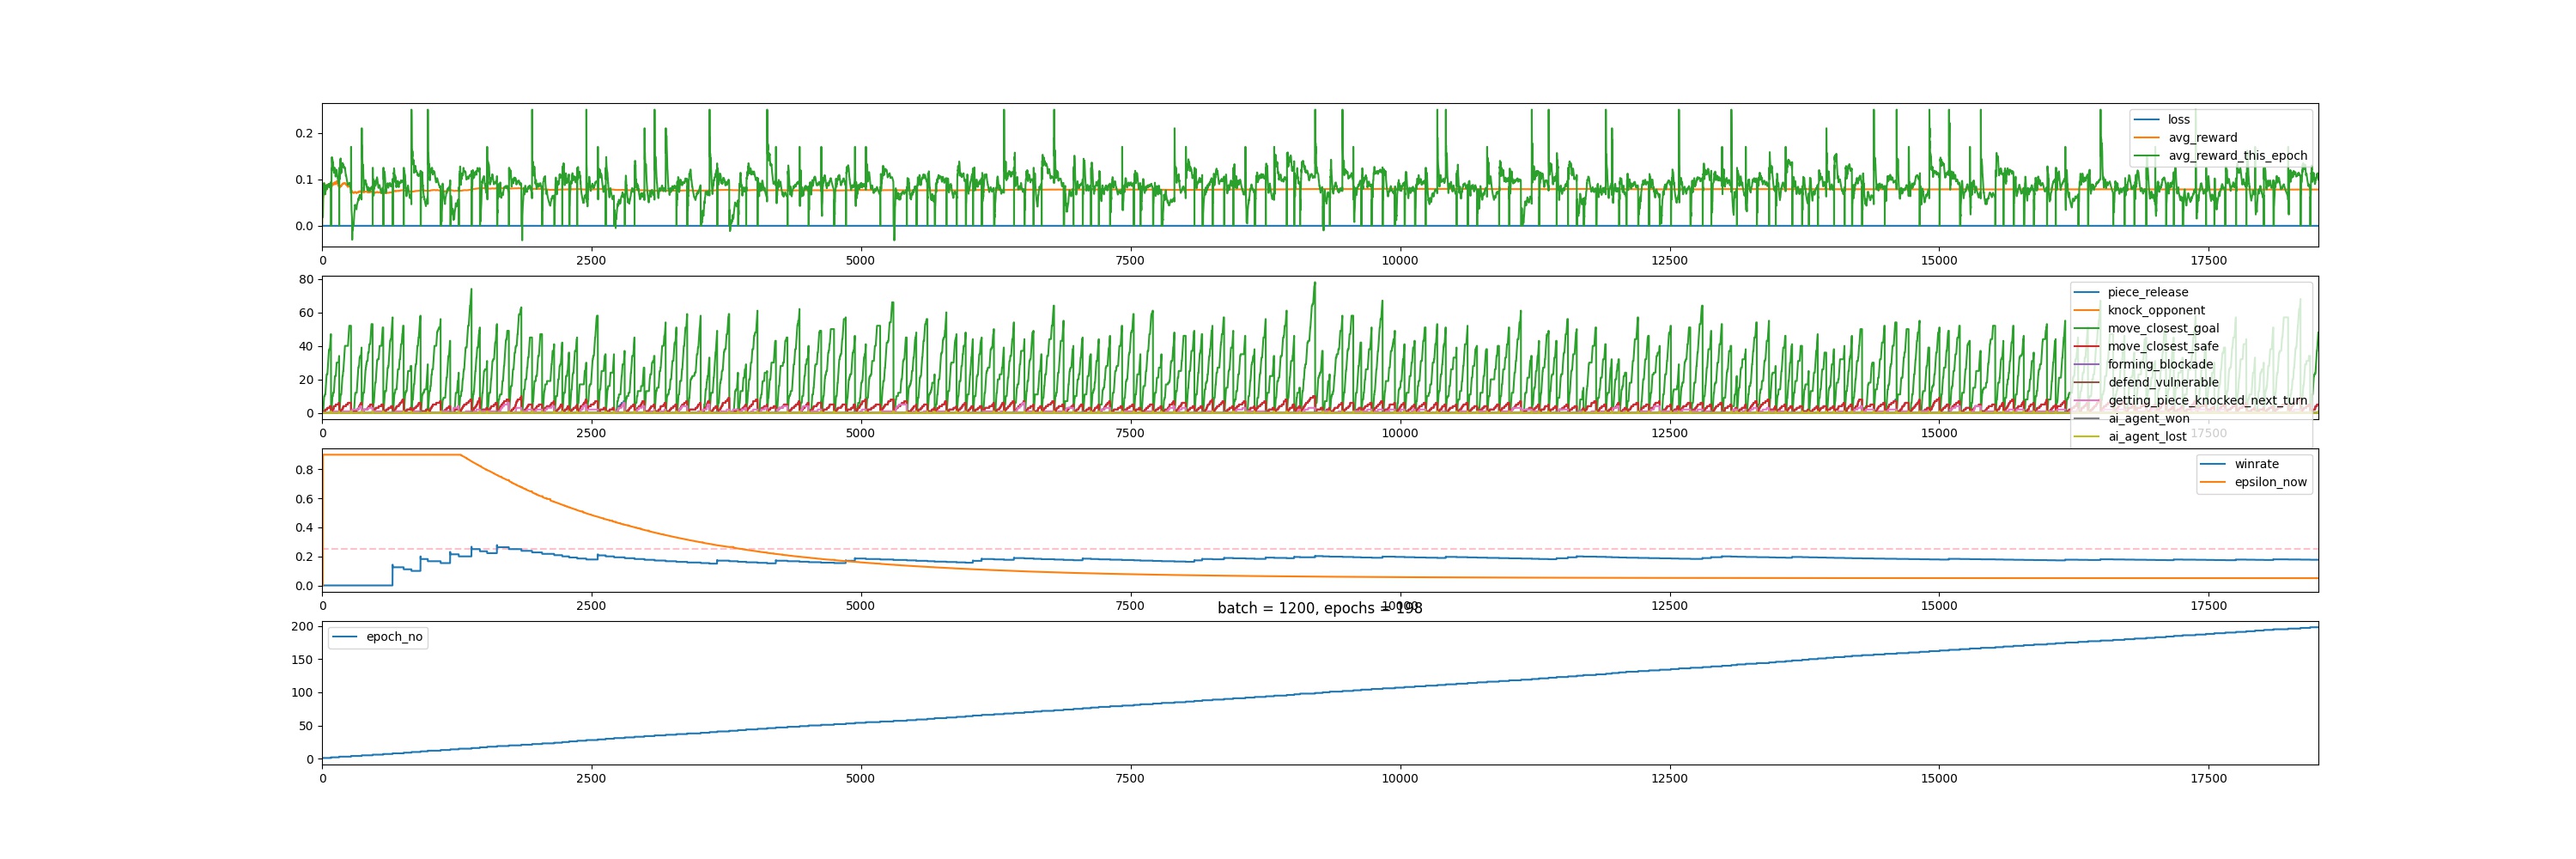 0.2
0.1
0.0
loss
avg_reward
avg_reward_this_epoch
0 2500 5000 7500 10000 12500 15000 17500
80
60
40
20
0
piece_release
knock_opponent
move_closest_goal
move_closest_safe
forming_blockade
defend_vulnerable
getting_piece_knocked_next_turn
ai_agent_won
ai_agent_lost
0 2500 5000 7500 10000 12500 15000 17500
0.8
0.6
0.4
0.2
0.0
winrate
epsilon_now
0 2500 5000 7500 10000 12500 15000 17500
batch = 1200, epochs = 198
200
150
100
50
0
epoch_no
0 2500 5000 7500 10000 12500 15000 17500